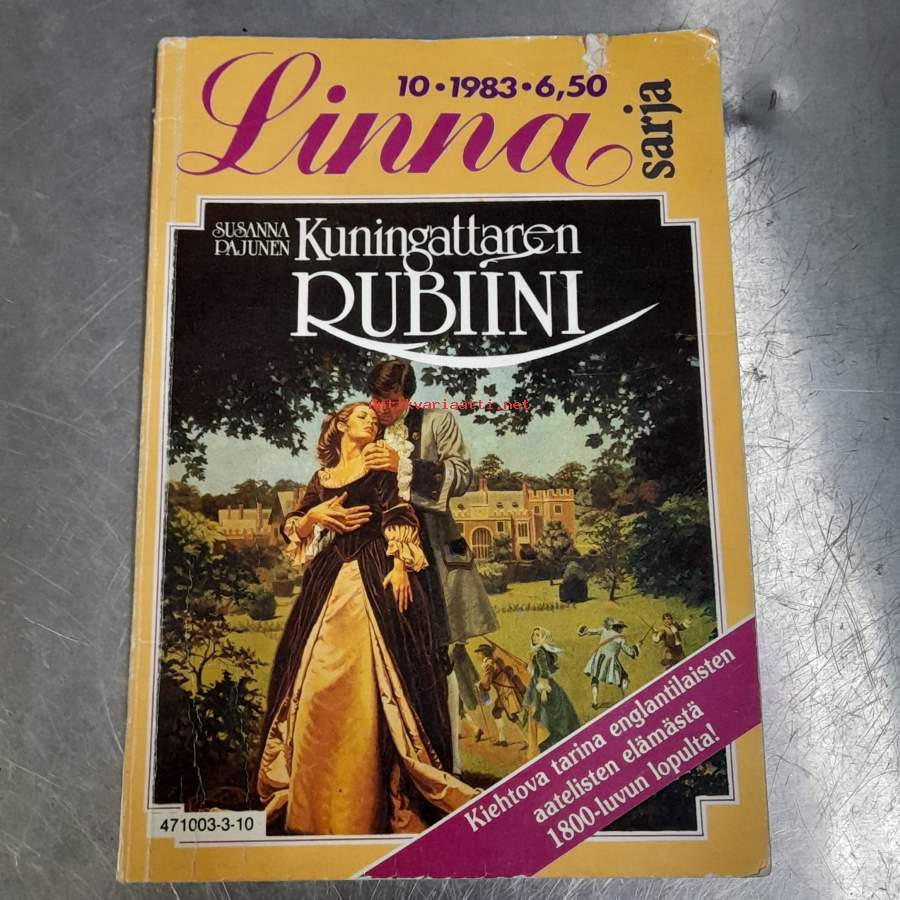 10 • 1983 • 6,50
Linna
sarja
SUSANNA
PAJUNEN
Kuningattaren
RUBIINI
antikvariaatti.net
Kiehtova tarina englantilaisten
aatelisten elämästä
1800-luvun lopulta!
471003-3-10